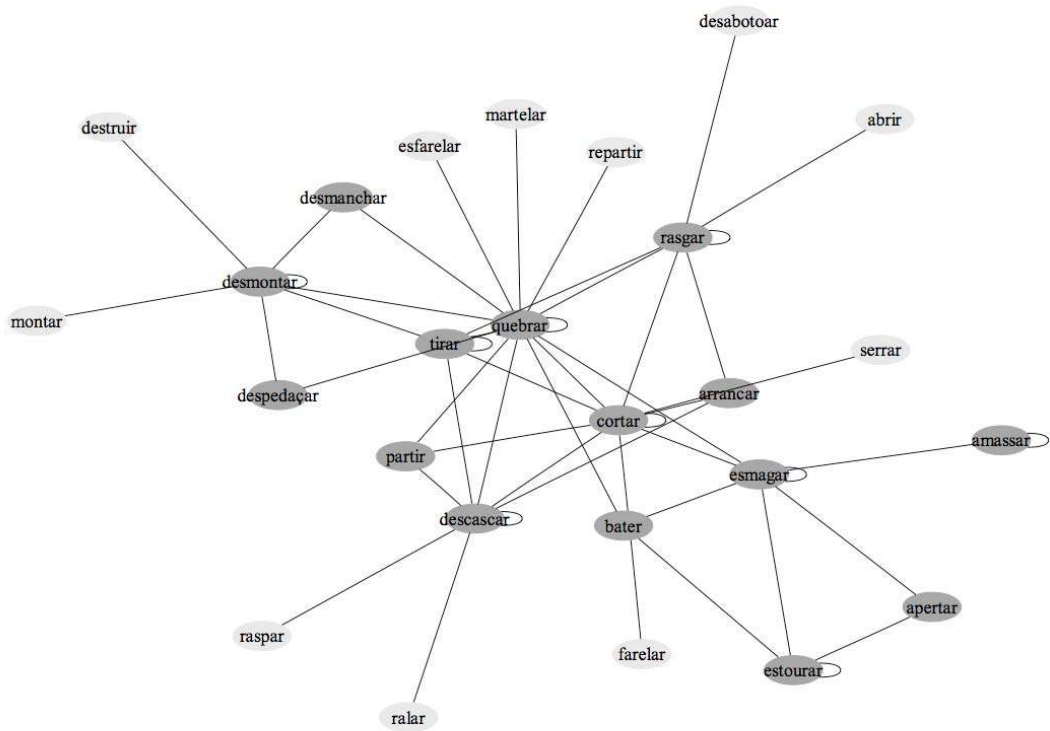 desabotoar
martelar
abrir
destruir
esfarelar
repartir
desmanchar
rasgar
desmontar
montar
quebrar
tirar
serrar
despedaçar
arrancar
cortar
amassar
partir
esmagar
descascar
bater
apertar
raspar
farelar
estourar
ralar